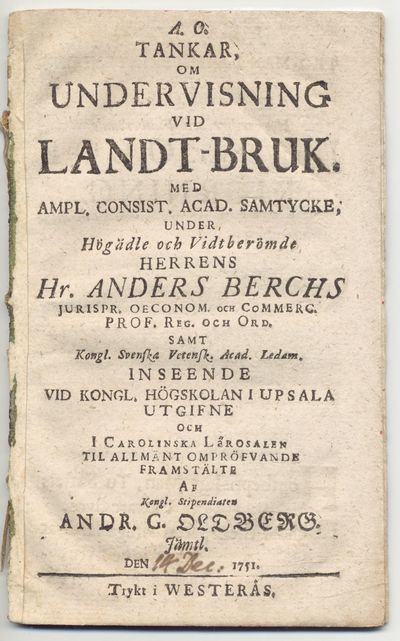 A. O.
TANKAR,
OM
UNDERVISNING
VID
LANDT-BRUK.
MED
AMPL. CONSIST. ACAD. SAMTYCKE,
UNDER,
Högädle och Vidtberömde
HERRENS
Hr. ANDERS BERCHS
JURISPR. OECONOM. OCH COMMERC.
PROF. REG. OCH ORD.
SAMT
Kongl. Svenska Vetensk. Acad. Ledam.
INSEENDE
VID KONGL. HÖGSKOLAN I UPSALA
UTGIFNE
OCH
I CAROLINSKA LÅROSALEN
TIL ALLMÄNT OMPRÖFVANDE
FRAMSTÄLTE
AF
Kongl. Stipendiaten
ANDR. G. OLDBERG.
Jämtl.
DEN 14 Dec. 1751.
Trykt i WESTERÅS.